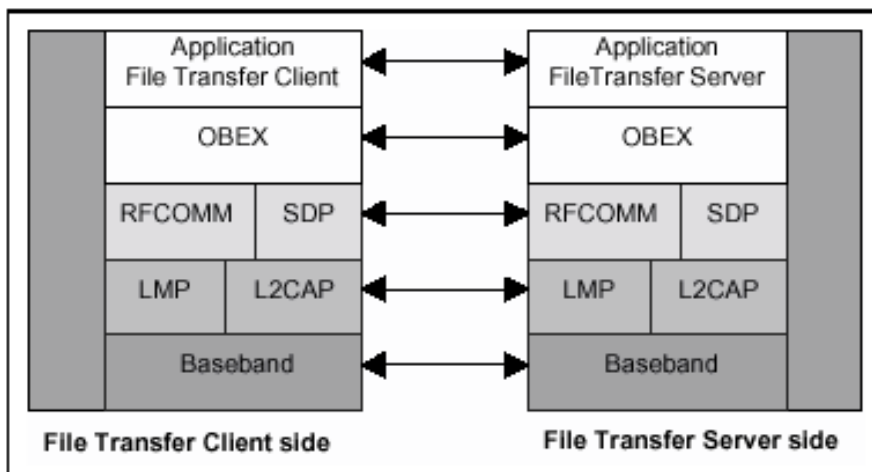 Application
File Transfer Client
OBEX
RFCOMM SDP
LMP L2CAP
Baseband
File Transfer Client side
Application
FileTransfer Server
OBEX
RFCOMM SDP
LMP L2CAP
Baseband
File Transfer Server side